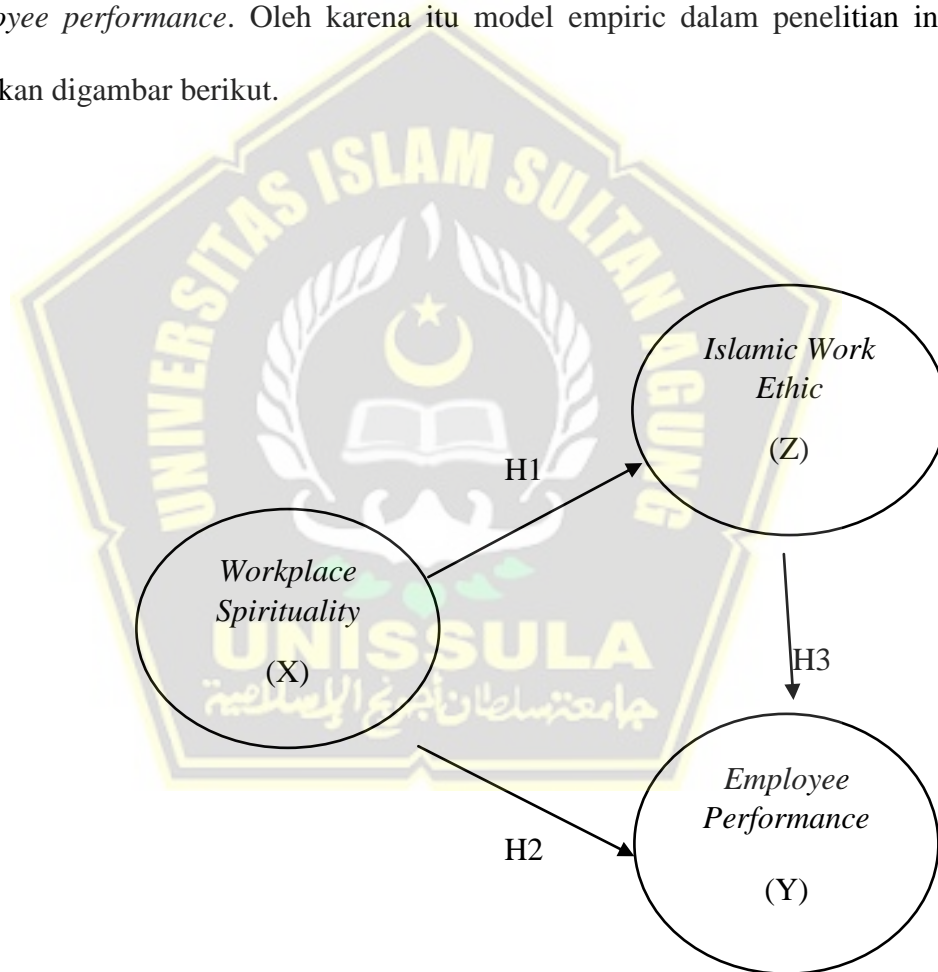 oyee performance. Oleh karena itu model empiric dalam penelitian in
kan digambar berikut.
UNIVERSITAS ISLAM SULTAN AGUNG
Islamic Work
Ethic
(Z)
H1
Workplace
Spirituality
(X)
UNISSULA
جامعتنسلطان أجونج الإسلامية
H3
Employee
Performance
(Y)
H2